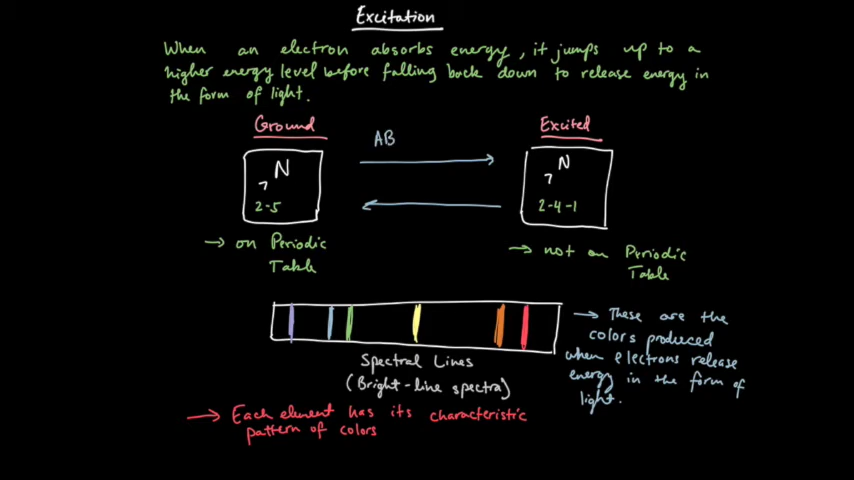 Excitation
When an electron absorbs energy, it jumps up to a
higher energy level before falling back down to release energy in
the form of light.
Ground
AB
Excited
7 N
2-5
7 N
2-4-1
→ on Periodic
Table
→ not on Periodic
Table
→ These are the
colors produced
when electrons release
energy in the form of
light.
Spectral Lines
(Bright-line spectra)
→ Each element has its characteristic
pattern of colors